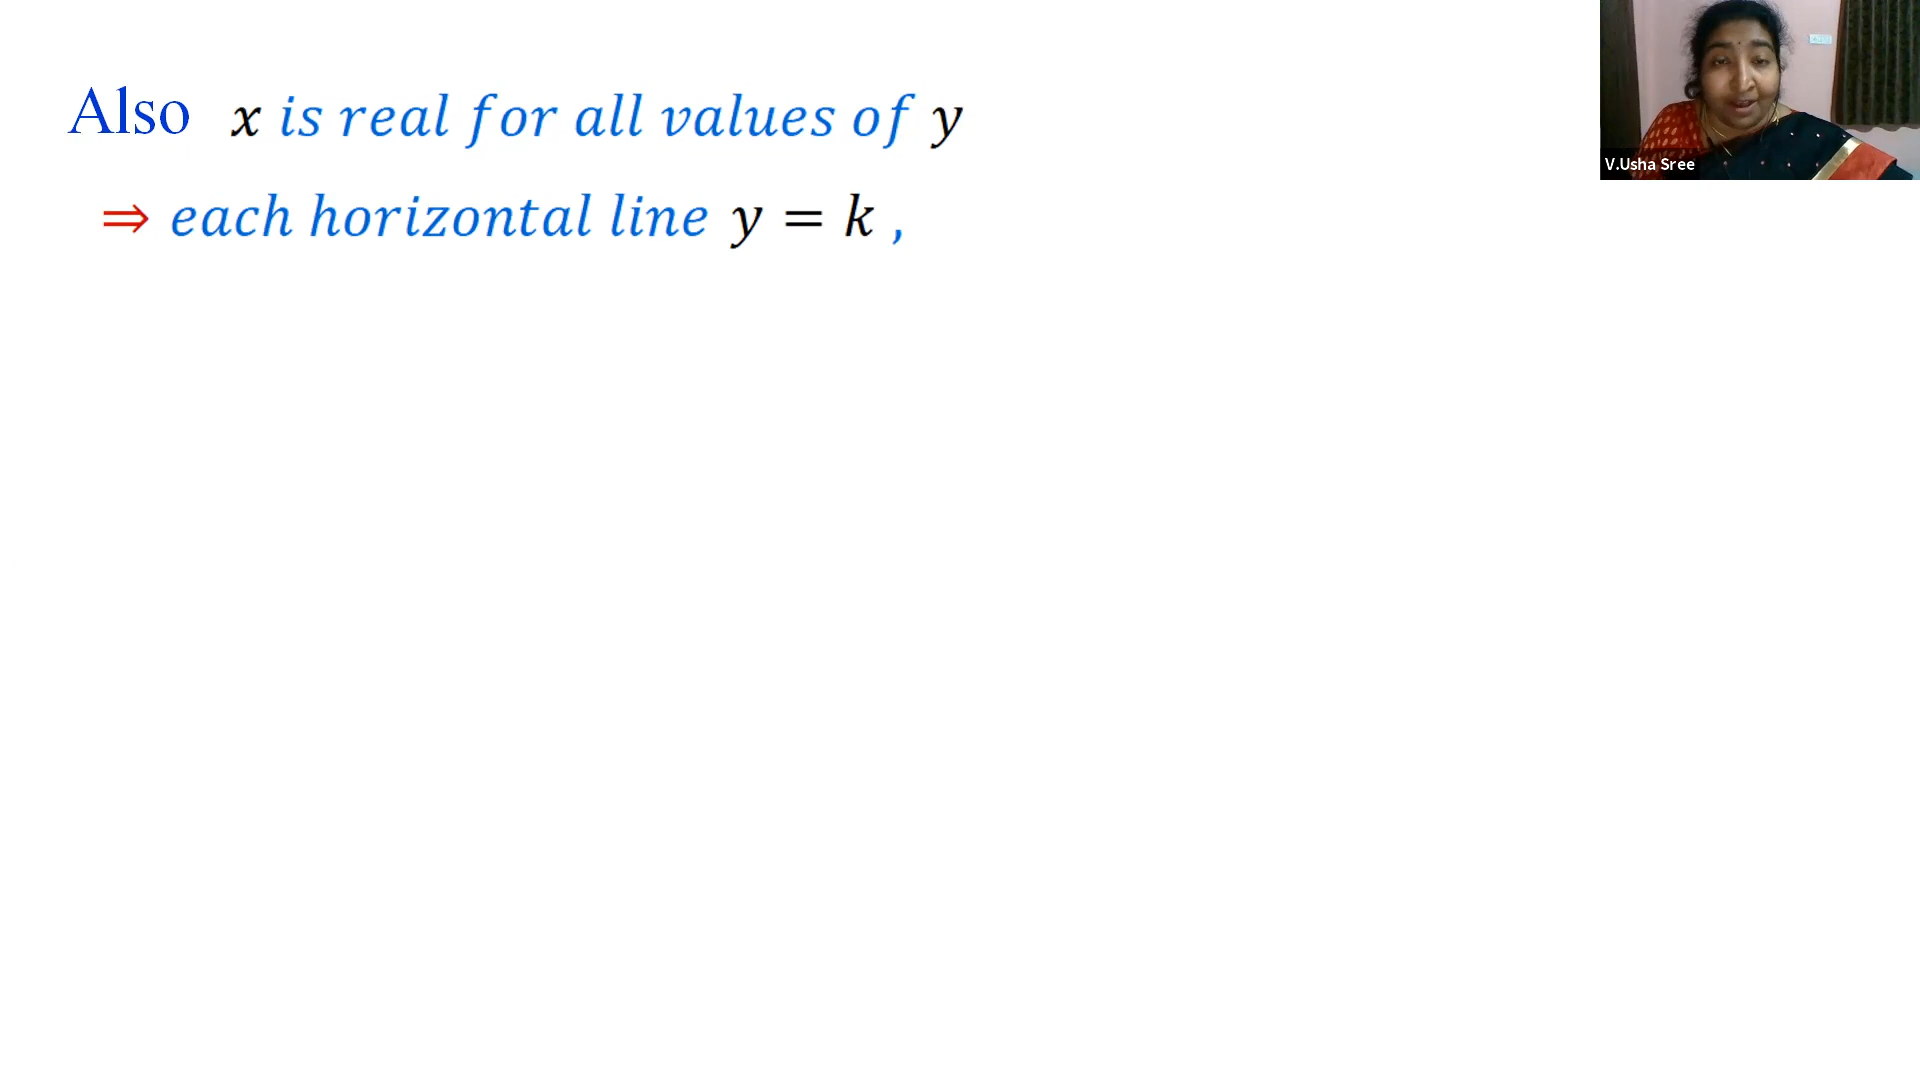 Also x is real for all values of y
⇒ each horizontal line y = k ,
V.Usha Sree